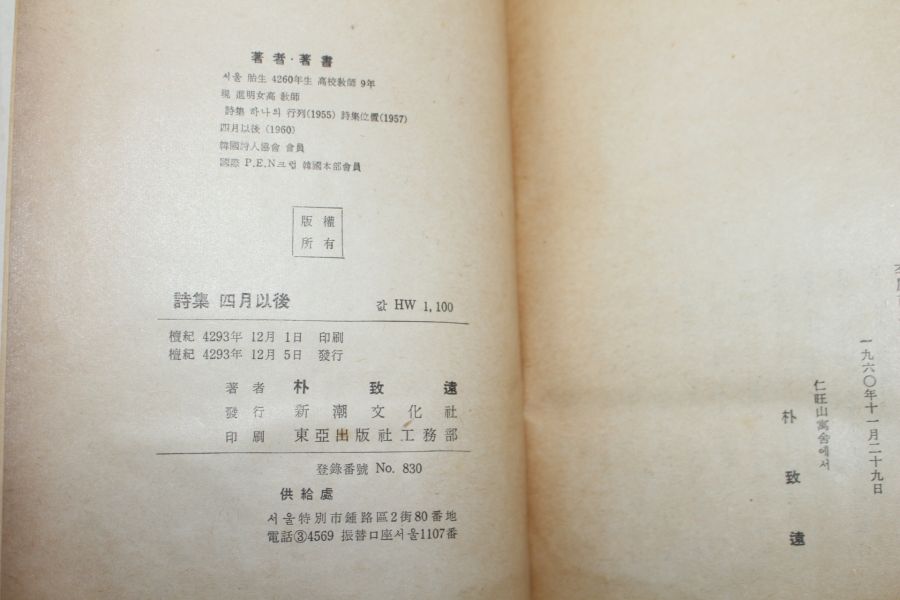 著者·著書
서울 胎生 4260年生 高校敎師 9年
現 進明女高 敎師
詩集 하나의 行列(1955) 詩集位置(1957)
四月以後 (1960)
韓國詩人協會 會員
國際 P.E.N크럽 韓國本部會員
版權
所有
詩集 四月以後 값 HW 1,100
檀紀 4293年 12月 1日 印刷
檀紀 4293年 12月 5日 發行
著者 朴致遠
發行 新潮文化社
印刷 東亞出版社工務部
登錄番號 No. 830
供給處
서울特別市鍾路區2街80番地
電話③4569 振替口座서울1107番
一九六〇年十一月二十九日
仁旺山寓舍에서
朴致遠